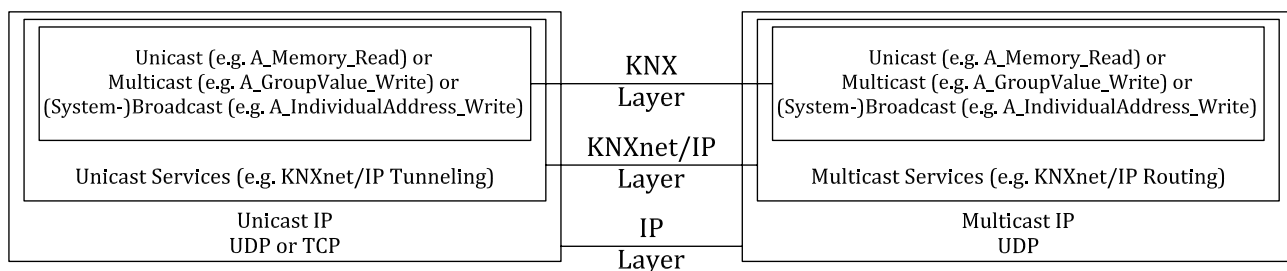 Unicast (e.g. A_Memory_Read) or
Multicast (e.g. A_GroupValue_Write) or
(System-)Broadcast (e.g. A_IndividualAddress_Write)
Unicast Services (e.g. KNXnet/IP Tunneling)
Unicast IP
UDP or TCP
KNX
Layer
KNXnet/IP
Layer
IP
Layer
Unicast (e.g. A_Memory_Read) or
Multicast (e.g. A_GroupValue_Write) or
(System-)Broadcast (e.g. A_IndividualAddress_Write)
Multicast Services (e.g. KNXnet/IP Routing)
Multicast IP
UDP